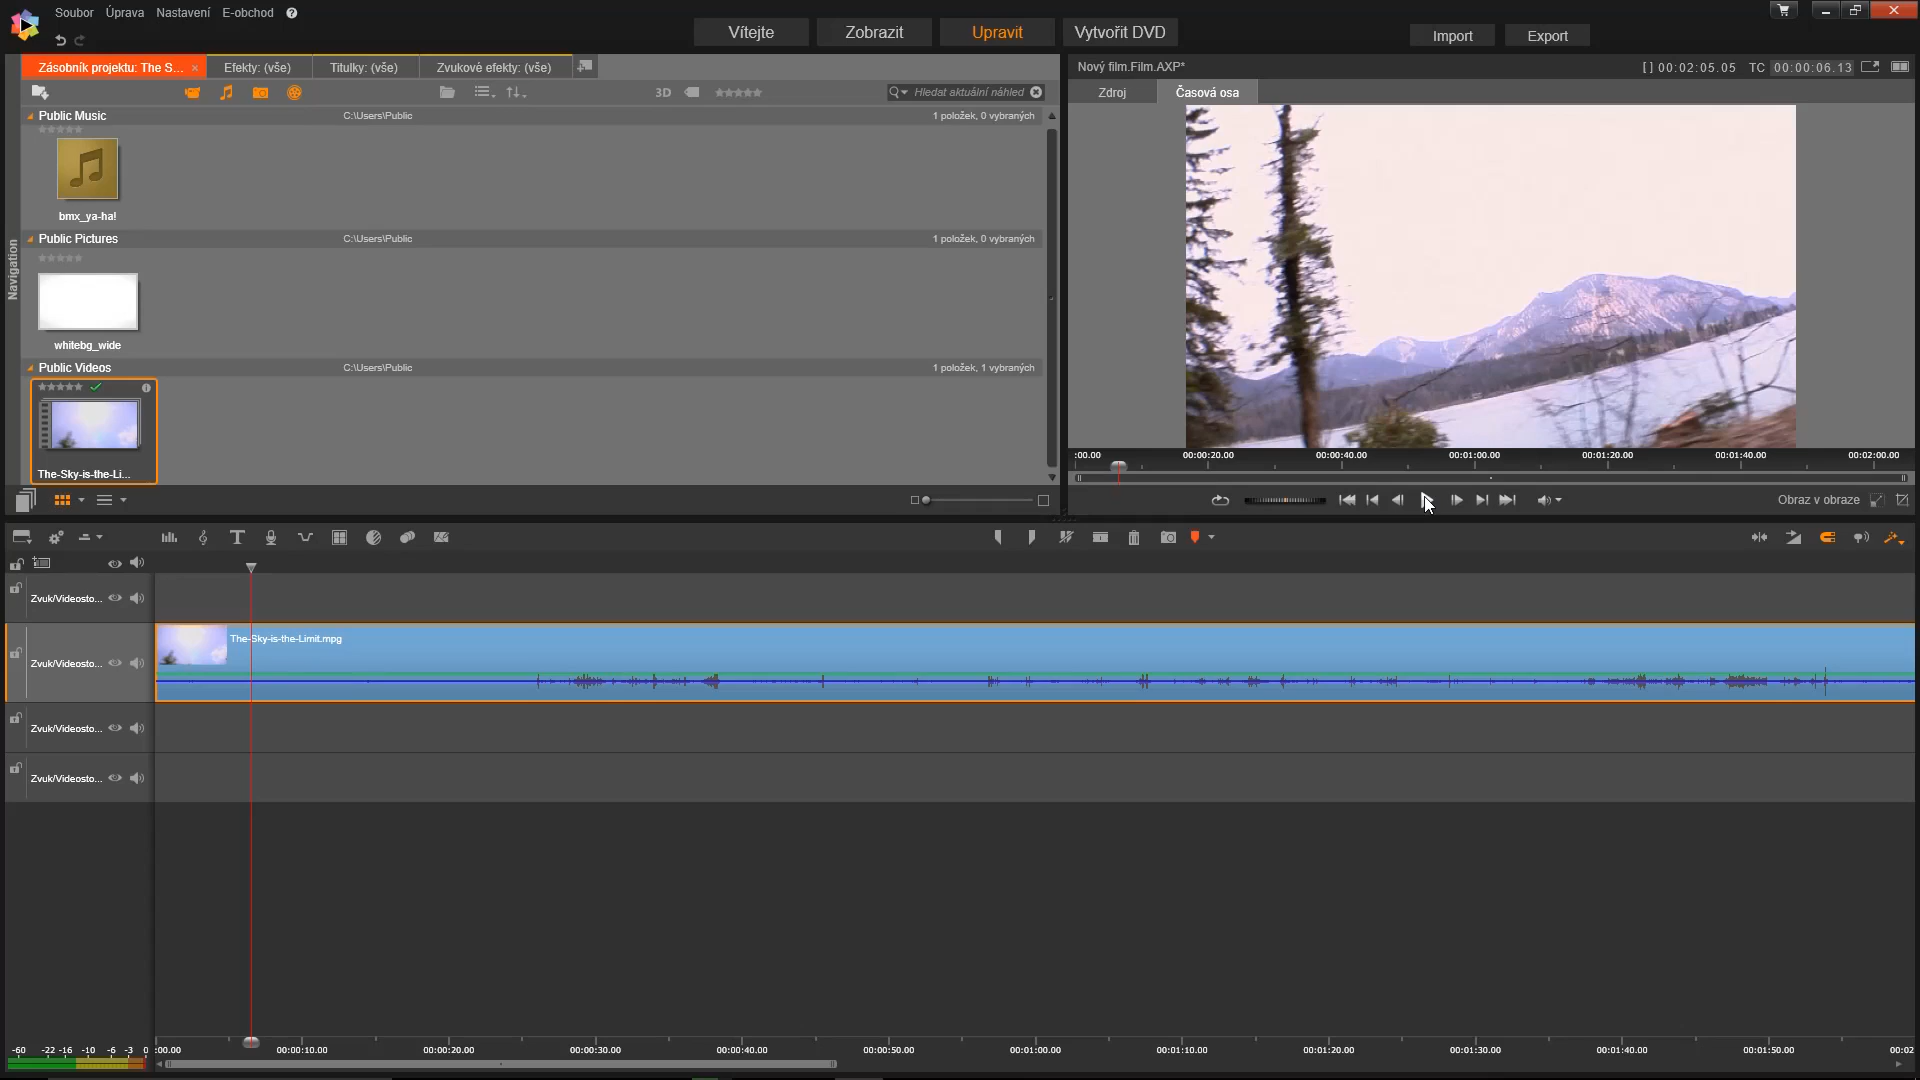 Soubor Úprava Nastavení E-obchod ?
Vítejte Zobrazit Upravit Vytvořit DVD
Import Export
Zásobník projektu: The S... × Efekty: (vše) Titulky: (vše) Zvukové efekty: (vše)
Nový film.Film.AXP* [ ] 00:02:05.05 TC 00:00:06.13
3D Hledat aktuální náhled
Zdroj Časová osa
Navigation
Public Music C:\Users\Public 1 položek, 0 vybraných
bmx_ya-ha!
Public Pictures C:\Users\Public 1 položek, 0 vybraných
whitebg_wide
Public Videos C:\Users\Public 1 položek, 1 vybraných
The-Sky-is-the-Li...
:00.00 00:00:20.00 00:00:40.00 00:01:00.00 00:01:20.00 00:01:40.00 00:02:00.00
Obraz v obraze
Zvuk/Videosto...
Zvuk/Videosto... The-Sky-is-the-Limit.mpg
Zvuk/Videosto...
Zvuk/Videosto...
-60 -22 -16 -10 -6 -3 0 :00.00 00:00:10.00 00:00:20.00 00:00:30.00 00:00:40.00 00:00:50.00 00:01:00.00 00:01:10.00 00:01:20.00 00:01:30.00 00:01:40.00 00:01:50.00 00:02